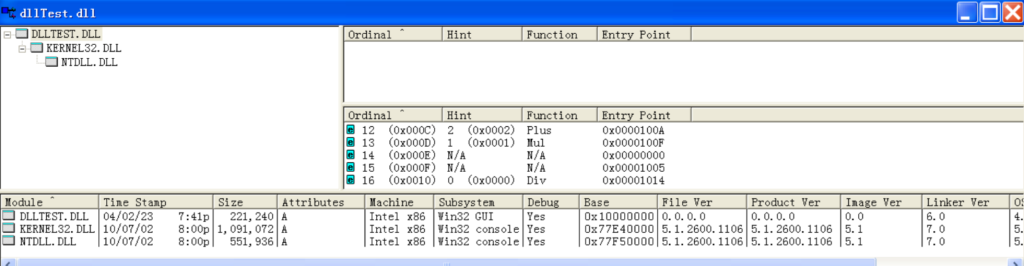 dllTest.dll
DLLTEST.DLL
KERNEL32.DLL
NTDLL.DLL
Ordinal ^ Hint Function Entry Point
Ordinal ^ Hint Function Entry Point
12 (0x000C) 2 (0x0002) Plus 0x0000100A
13 (0x000D) 1 (0x0001) Mul 0x0000100F
14 (0x000E) N/A N/A 0x00000000
15 (0x000F) N/A N/A 0x00001005
16 (0x0010) 0 (0x0000) Div 0x00001014
Module ^ Time Stamp Size Attributes Machine Subsystem Debug Base File Ver Product Ver Image Ver Linker Ver OS
DLLTEST.DLL 04/02/23 7:41p 221,240 A Intel x86 Win32 GUI Yes 0x10000000 0.0.0.0 0.0.0.0 0.0 6.0 4.
KERNEL32.DLL 10/07/02 8:00p 1,091,072 A Intel x86 Win32 console Yes 0x77E40000 5.1.2600.1106 5.1.2600.1106 5.1 7.0 5.
NTDLL.DLL 10/07/02 8:00p 551,936 A Intel x86 Win32 console Yes 0x77F50000 5.1.2600.1106 5.1.2600.1106 5.1 7.0 5.